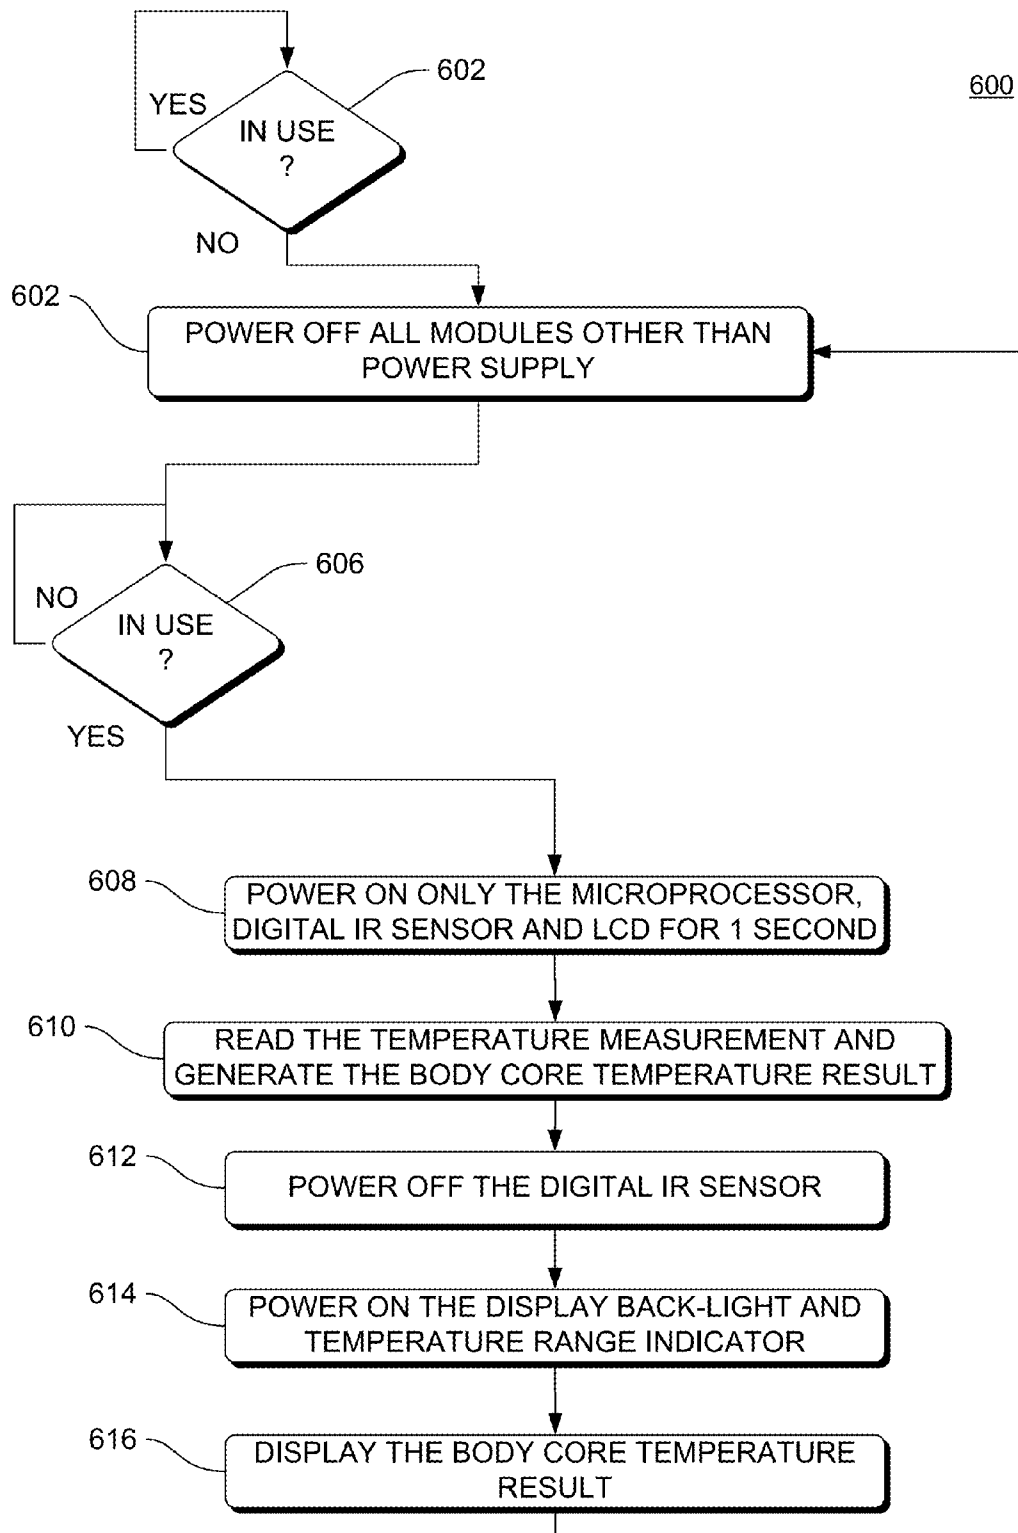 602
600
YES
IN USE
?
NO
602
POWER OFF ALL MODULES OTHER THAN
POWER SUPPLY
606
NO
IN USE
?
YES
608
POWER ON ONLY THE MICROPROCESSOR,
DIGITAL IR SENSOR AND LCD FOR 1 SECOND
610
READ THE TEMPERATURE MEASUREMENT AND
GENERATE THE BODY CORE TEMPERATURE RESULT
612
POWER OFF THE DIGITAL IR SENSOR
614
POWER ON THE DISPLAY BACK-LIGHT AND
TEMPERATURE RANGE INDICATOR
616
DISPLAY THE BODY CORE TEMPERATURE
RESULT